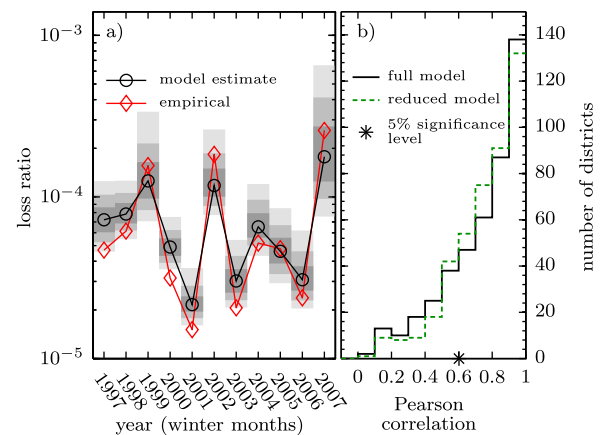 a)
model estimate
empirical
loss ratio
10⁻³
10⁻⁴
10⁻⁵
1997
1998
1999
2000
2001
2002
2003
2004
2005
2006
2007
year (winter months)
b)
full model
reduced model
5% significance
level
140
120
100
80
60
40
20
0
number of districts
0 0.2 0.4 0.6 0.8 1
Pearson
correlation